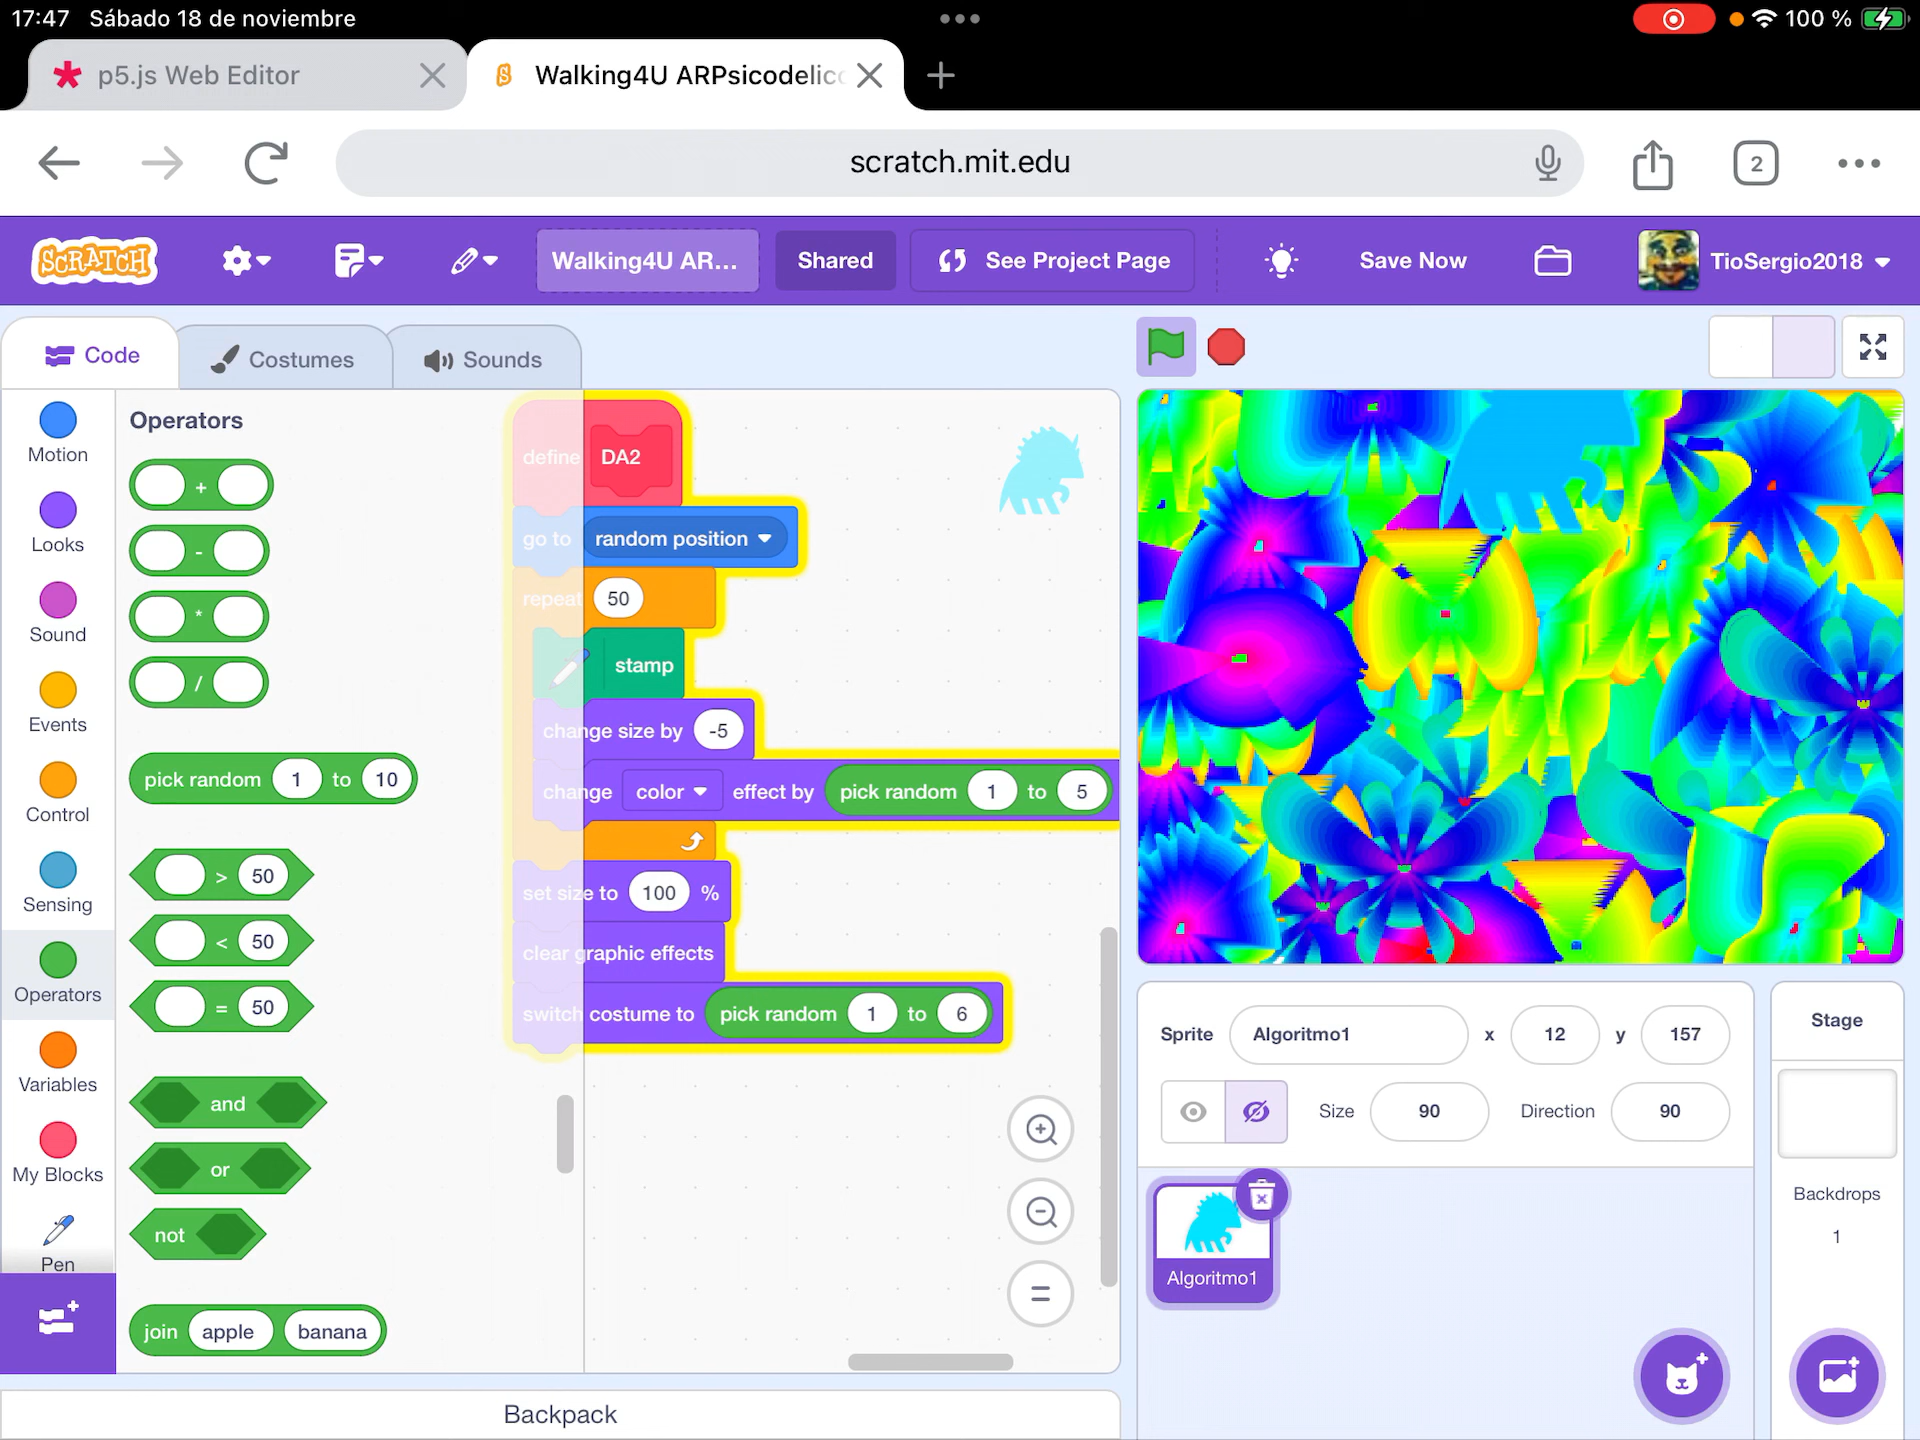 17:47 Sábado 18 de noviembre
100 %
p5.js Web Editor
Walking4U ARPsicodelic
scratch.mit.edu
2
SCRATCH
Walking4U AR...
Shared
See Project Page
Save Now
TioSergio2018
Code
Costumes
Sounds
Motion
Looks
Sound
Events
Control
Sensing
Operators
Variables
My Blocks
Pen
Operators
+
-
*
/
pick random 1 to 10
> 50
< 50
= 50
and
or
not
join apple banana
define DA2
go to random position
repeat 50
stamp
change size by -5
change color effect by pick random 1 to 5
set size to 100 %
clear graphic effects
switch costume to pick random 1 to 6
=
Backpack
Sprite Algoritmo1 x 12 y 157
Size 90 Direction 90
Algoritmo1
Stage
Backdrops
1